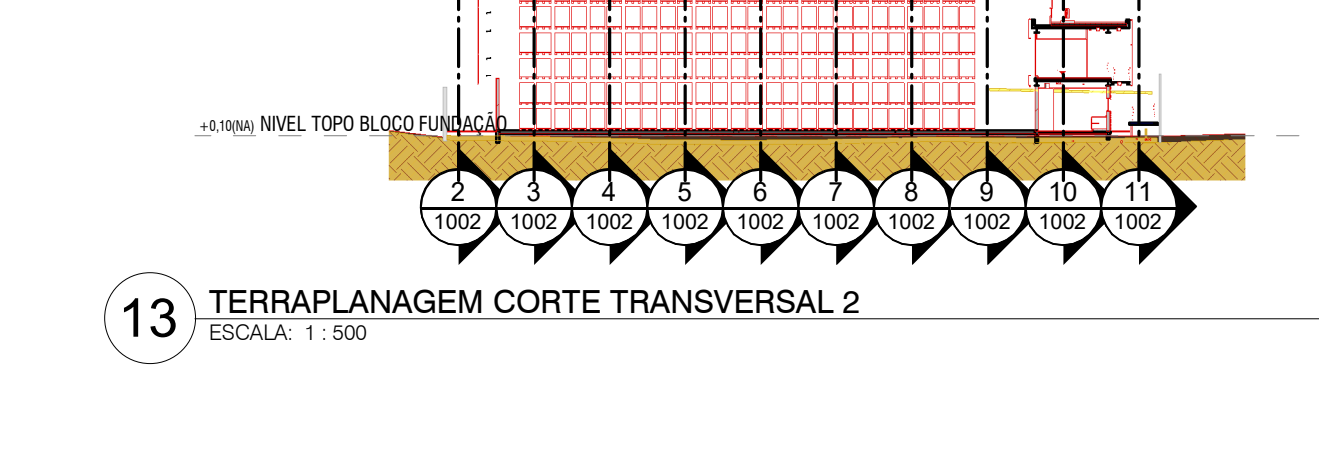 +0,10(NA) NIVEL TOPO BLOCO FUNDAÇÃO
2 3 4 5 6 7 8 9 10 11
1002 1002 1002 1002 1002 1002 1002 1002 1002 1002
13 TERRAPLANAGEM CORTE TRANSVERSAL 2
ESCALA: 1 : 500